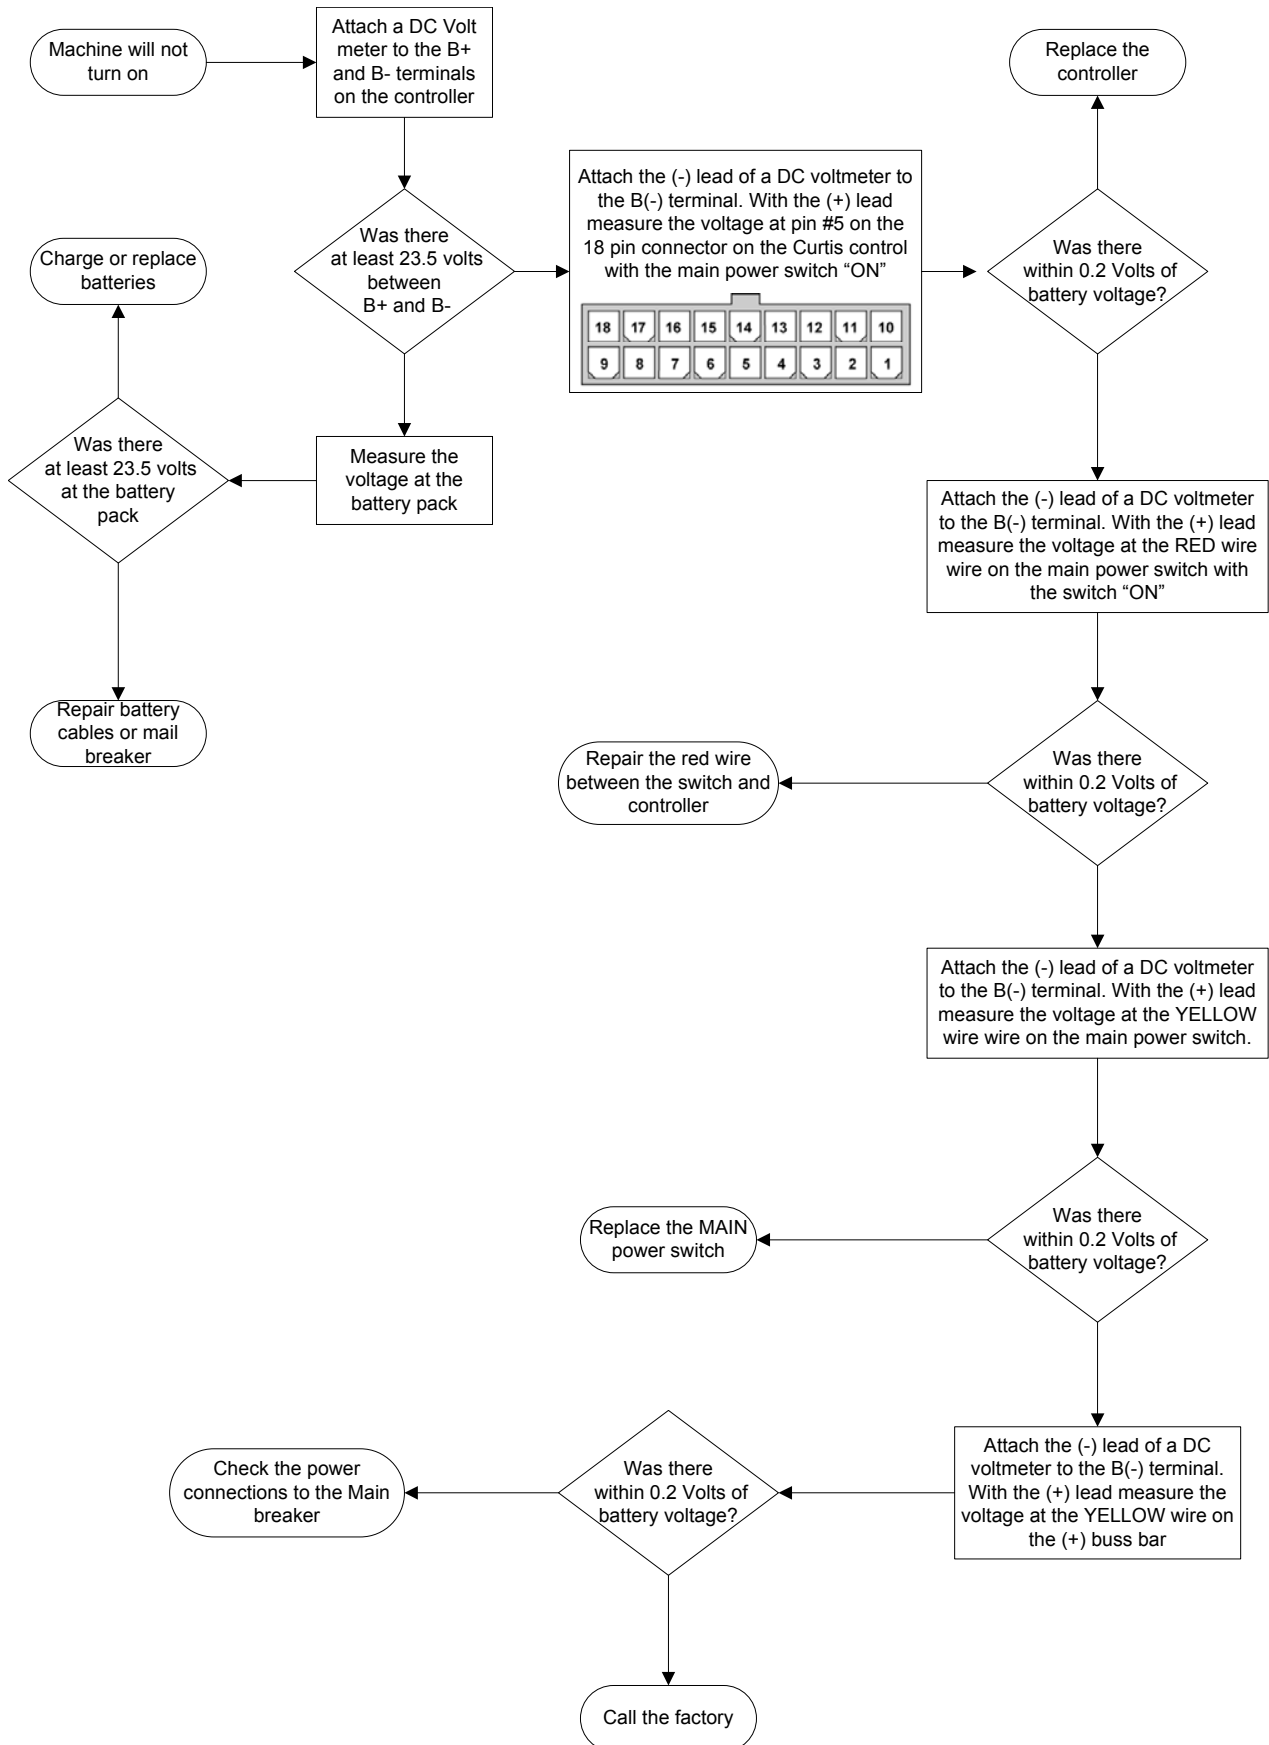 Machine will not
turn on
Attach a DC Volt
meter to the B+
and B- terminals
on the controller
Replace the
controller
Attach the (-) lead of a DC voltmeter to
the B(-) terminal. With the (+) lead
measure the voltage at pin #5 on the
18 pin connector on the Curtis control
with the main power switch “ON”
18 17 16 15 14 13 12 11 10
9 8 7 6 5 4 3 2 1
Was there
at least 23.5 volts
between
B+ and B-
Was there
within 0.2 Volts of
battery voltage?
Charge or replace
batteries
Was there
at least 23.5 volts
at the battery
pack
Measure the
voltage at the
battery pack
Attach the (-) lead of a DC voltmeter
to the B(-) terminal. With the (+) lead
measure the voltage at the RED wire
wire on the main power switch with
the switch “ON”
Repair battery
cables or mail
breaker
Repair the red wire
between the switch and
controller
Was there
within 0.2 Volts of
battery voltage?
Attach the (-) lead of a DC voltmeter
to the B(-) terminal. With the (+) lead
measure the voltage at the YELLOW
wire wire on the main power switch.
Replace the MAIN
power switch
Was there
within 0.2 Volts of
battery voltage?
Check the power
connections to the Main
breaker
Was there
within 0.2 Volts of
battery voltage?
Attach the (-) lead of a DC
voltmeter to the B(-) terminal.
With the (+) lead measure the
voltage at the YELLOW wire on
the (+) buss bar
Call the factory